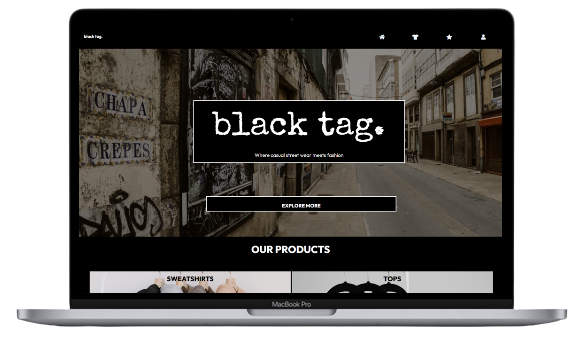 black tag.
CHAPA
CREPES
black tag.
Where casual street wear meets fashion
EXPLORE MORE
OUR PRODUCTS
SWEATSHIRTS
TOPS
MacBook Pro